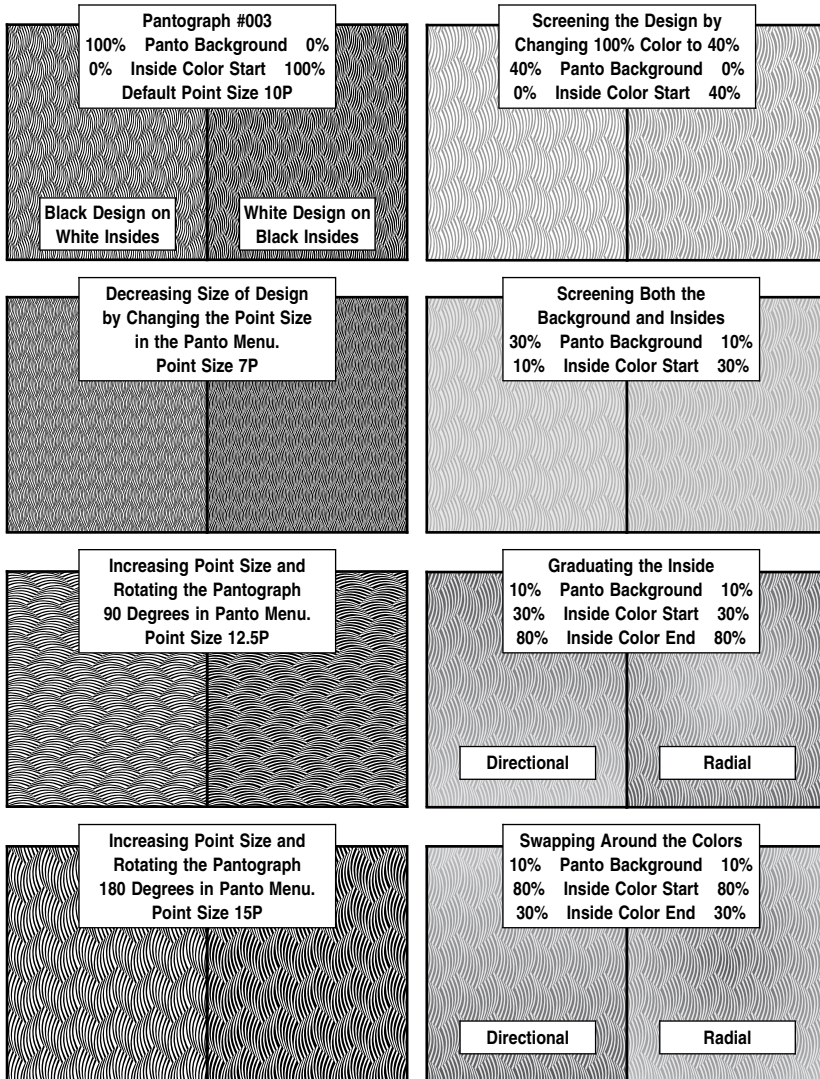 Pantograph #003
100% Panto Background 0%
0% Inside Color Start 100%
Default Point Size 10P
Black Design on
White Insides
White Design on
Black Insides
Screening the Design by
Changing 100% Color to 40%
40% Panto Background 0%
0% Inside Color Start 40%
Decreasing Size of Design
by Changing the Point Size
in the Panto Menu.
Point Size 7P
Screening Both the
Background and Insides
30% Panto Background 10%
10% Inside Color Start 30%
Increasing Point Size and
Rotating the Pantograph
90 Degrees in Panto Menu.
Point Size 12.5P
Graduating the Inside
10% Panto Background 10%
30% Inside Color Start 30%
80% Inside Color End 80%
Directional
Radial
Increasing Point Size and
Rotating the Pantograph
180 Degrees in Panto Menu.
Point Size 15P
Swapping Around the Colors
10% Panto Background 10%
80% Inside Color Start 80%
30% Inside Color End 30%
Directional
Radial